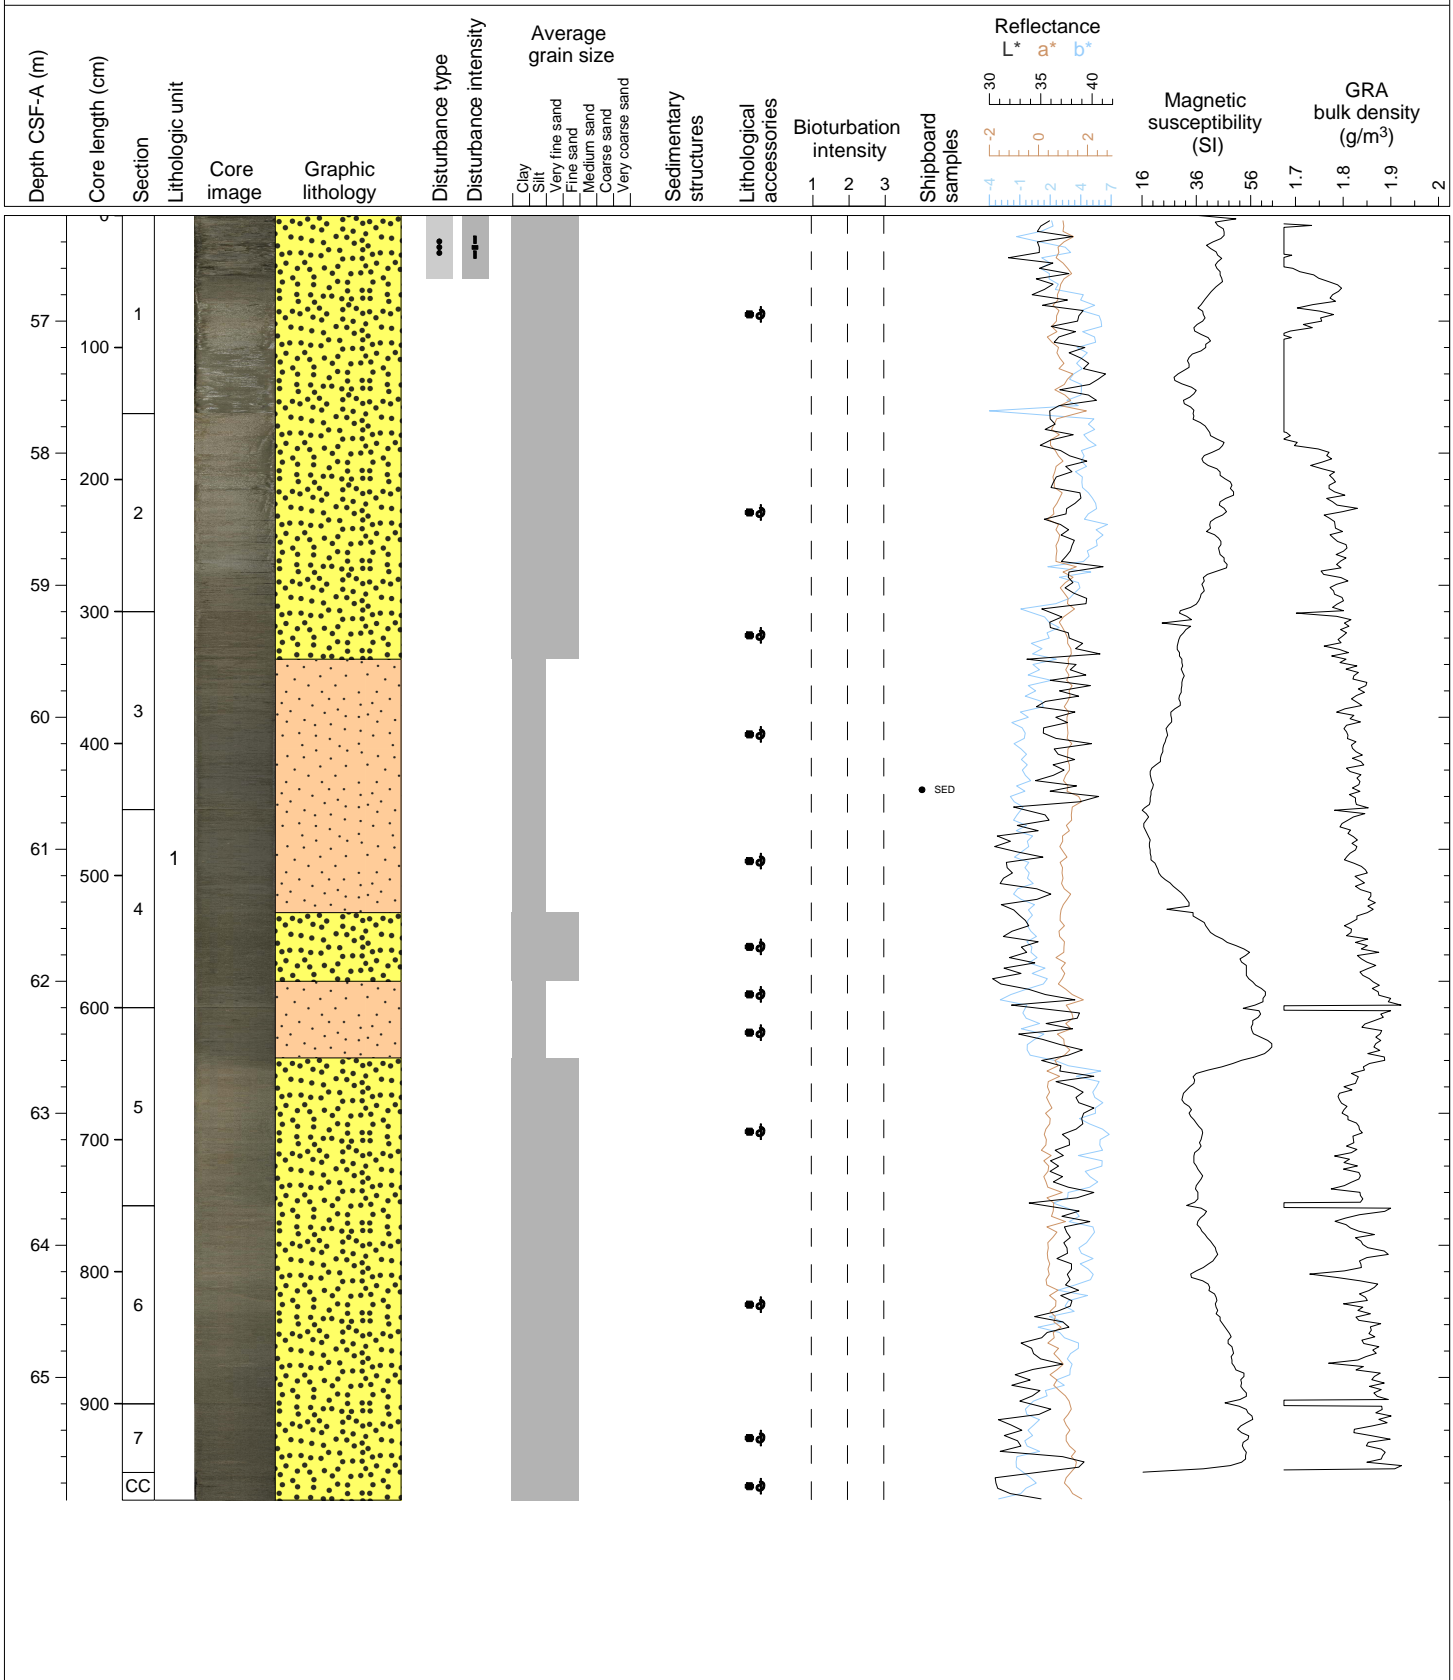 Depth CSF-A (m)
Core length (cm)
Section
Lithologic unit
Core
image
Graphic
lithology
Disturbance type
Disturbance intensity
Average
grain size
Clay
Silt
Very fine sand
Fine sand
Medium sand
Coarse sand
Very coarse sand
Sedimentary
structures
Lithological
accessories
Bioturbation
intensity
1 2 3
Shipboard
samples
Reflectance
L* a* b*
30 35 40
-2 0 2
-4 -1 2 4 7
Magnetic
susceptibility
(SI)
16 36 56
GRA
bulk density
(g/m³)
1.7 1.8 1.9 2
0
1
57
100
58
200
2
59
300
3
60
400
SED
61
1
500
4
62
600
5
63
700
64
800
6
65
900
7
CC